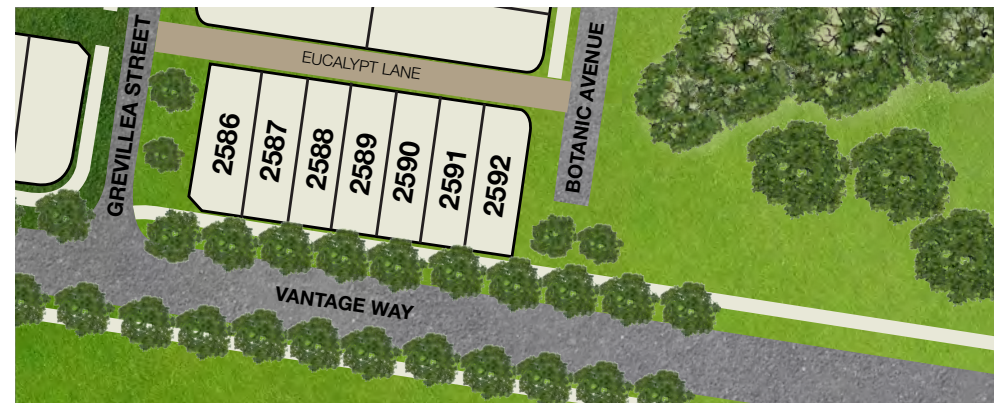 GREVILLEA STREET
EUCALYPT LANE
BOTANIC AVENUE
2586
2587
2588
2589
2590
2591
2592
VANTAGE WAY